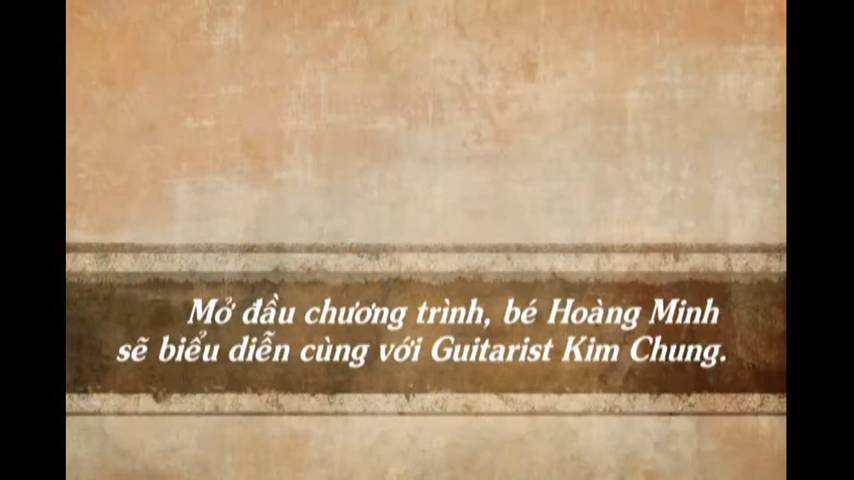 Mở đầu chương trình, bé Hoàng Minh
sẽ biểu diễn cùng với Guitarist Kim Chung.